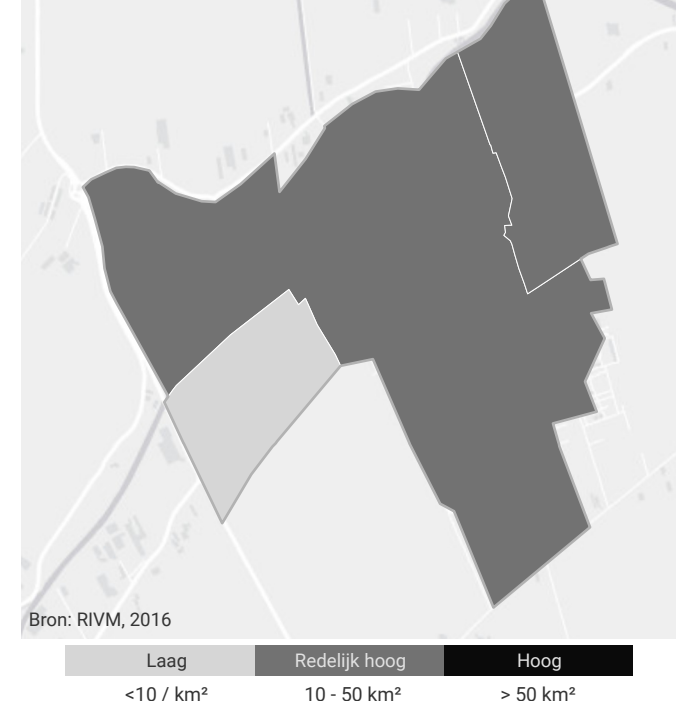 Bron: RIVM, 2016
Laag Redelijk hoog Hoog
<10 / km² 10 - 50 km² > 50 km²